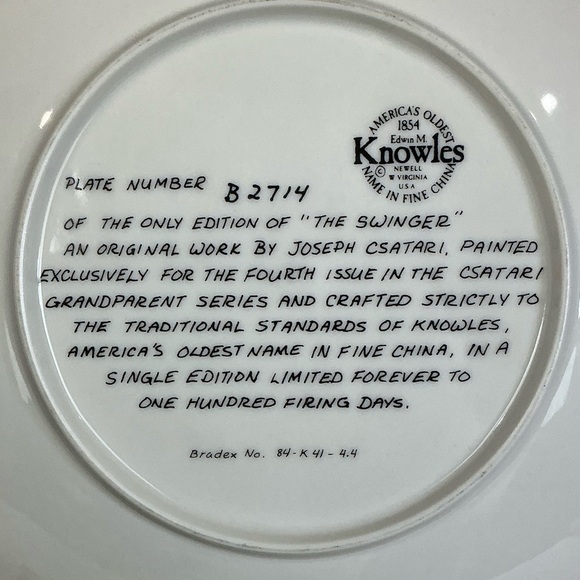 AMERICA'S OLDEST
1854
Edwin M.
Knowles
©
NEWELL
W VIRGINIA
U.S.A
NAME IN FINE CHINA
PLATE NUMBER B2714
OF THE ONLY EDITION OF "THE SWINGER"
AN ORIGINAL WORK BY JOSEPH CSATARI, PAINTED
EXCLUSIVELY FOR THE FOURTH ISSUE IN THE CSATARI
GRANDPARENT SERIES AND CRAFTED STRICTLY TO
THE TRADITIONAL STANDARDS OF KNOWLES,
AMERICA'S OLDEST NAME IN FINE CHINA, IN A
SINGLE EDITION LIMITED FOREVER TO
ONE HUNDRED FIRING DAYS.
Bradex No. 84-K41-4.4